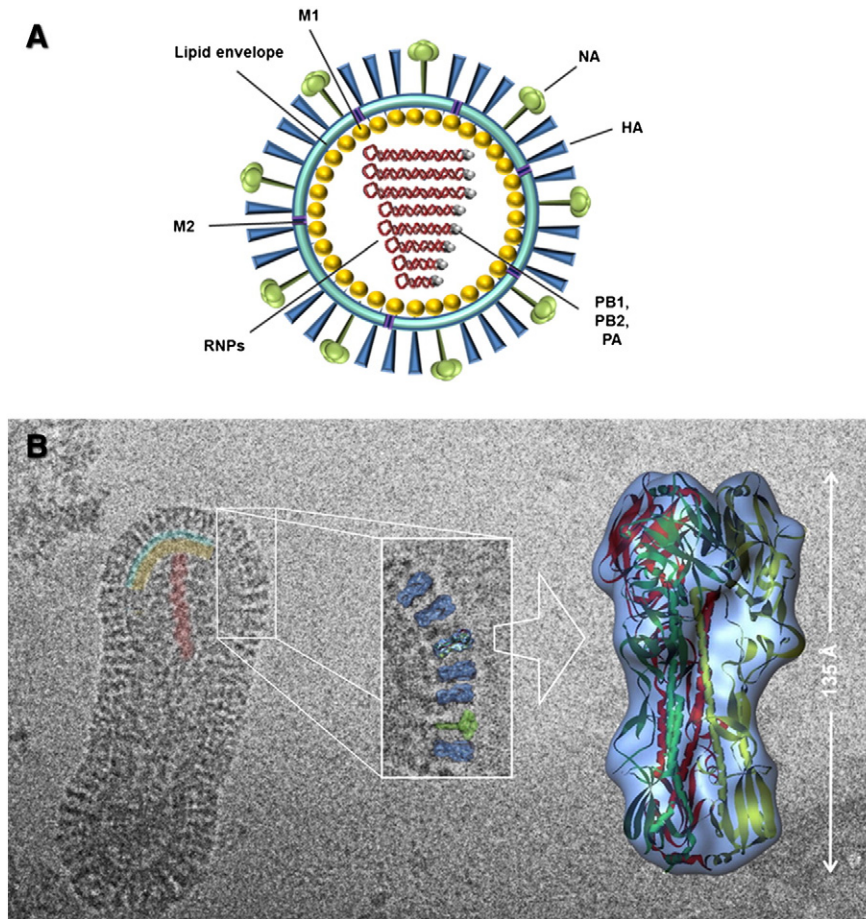 A
M1
Lipid envelope
NA
HA
M2
RNPs
PB1,
PB2,
PA
B
135 Å